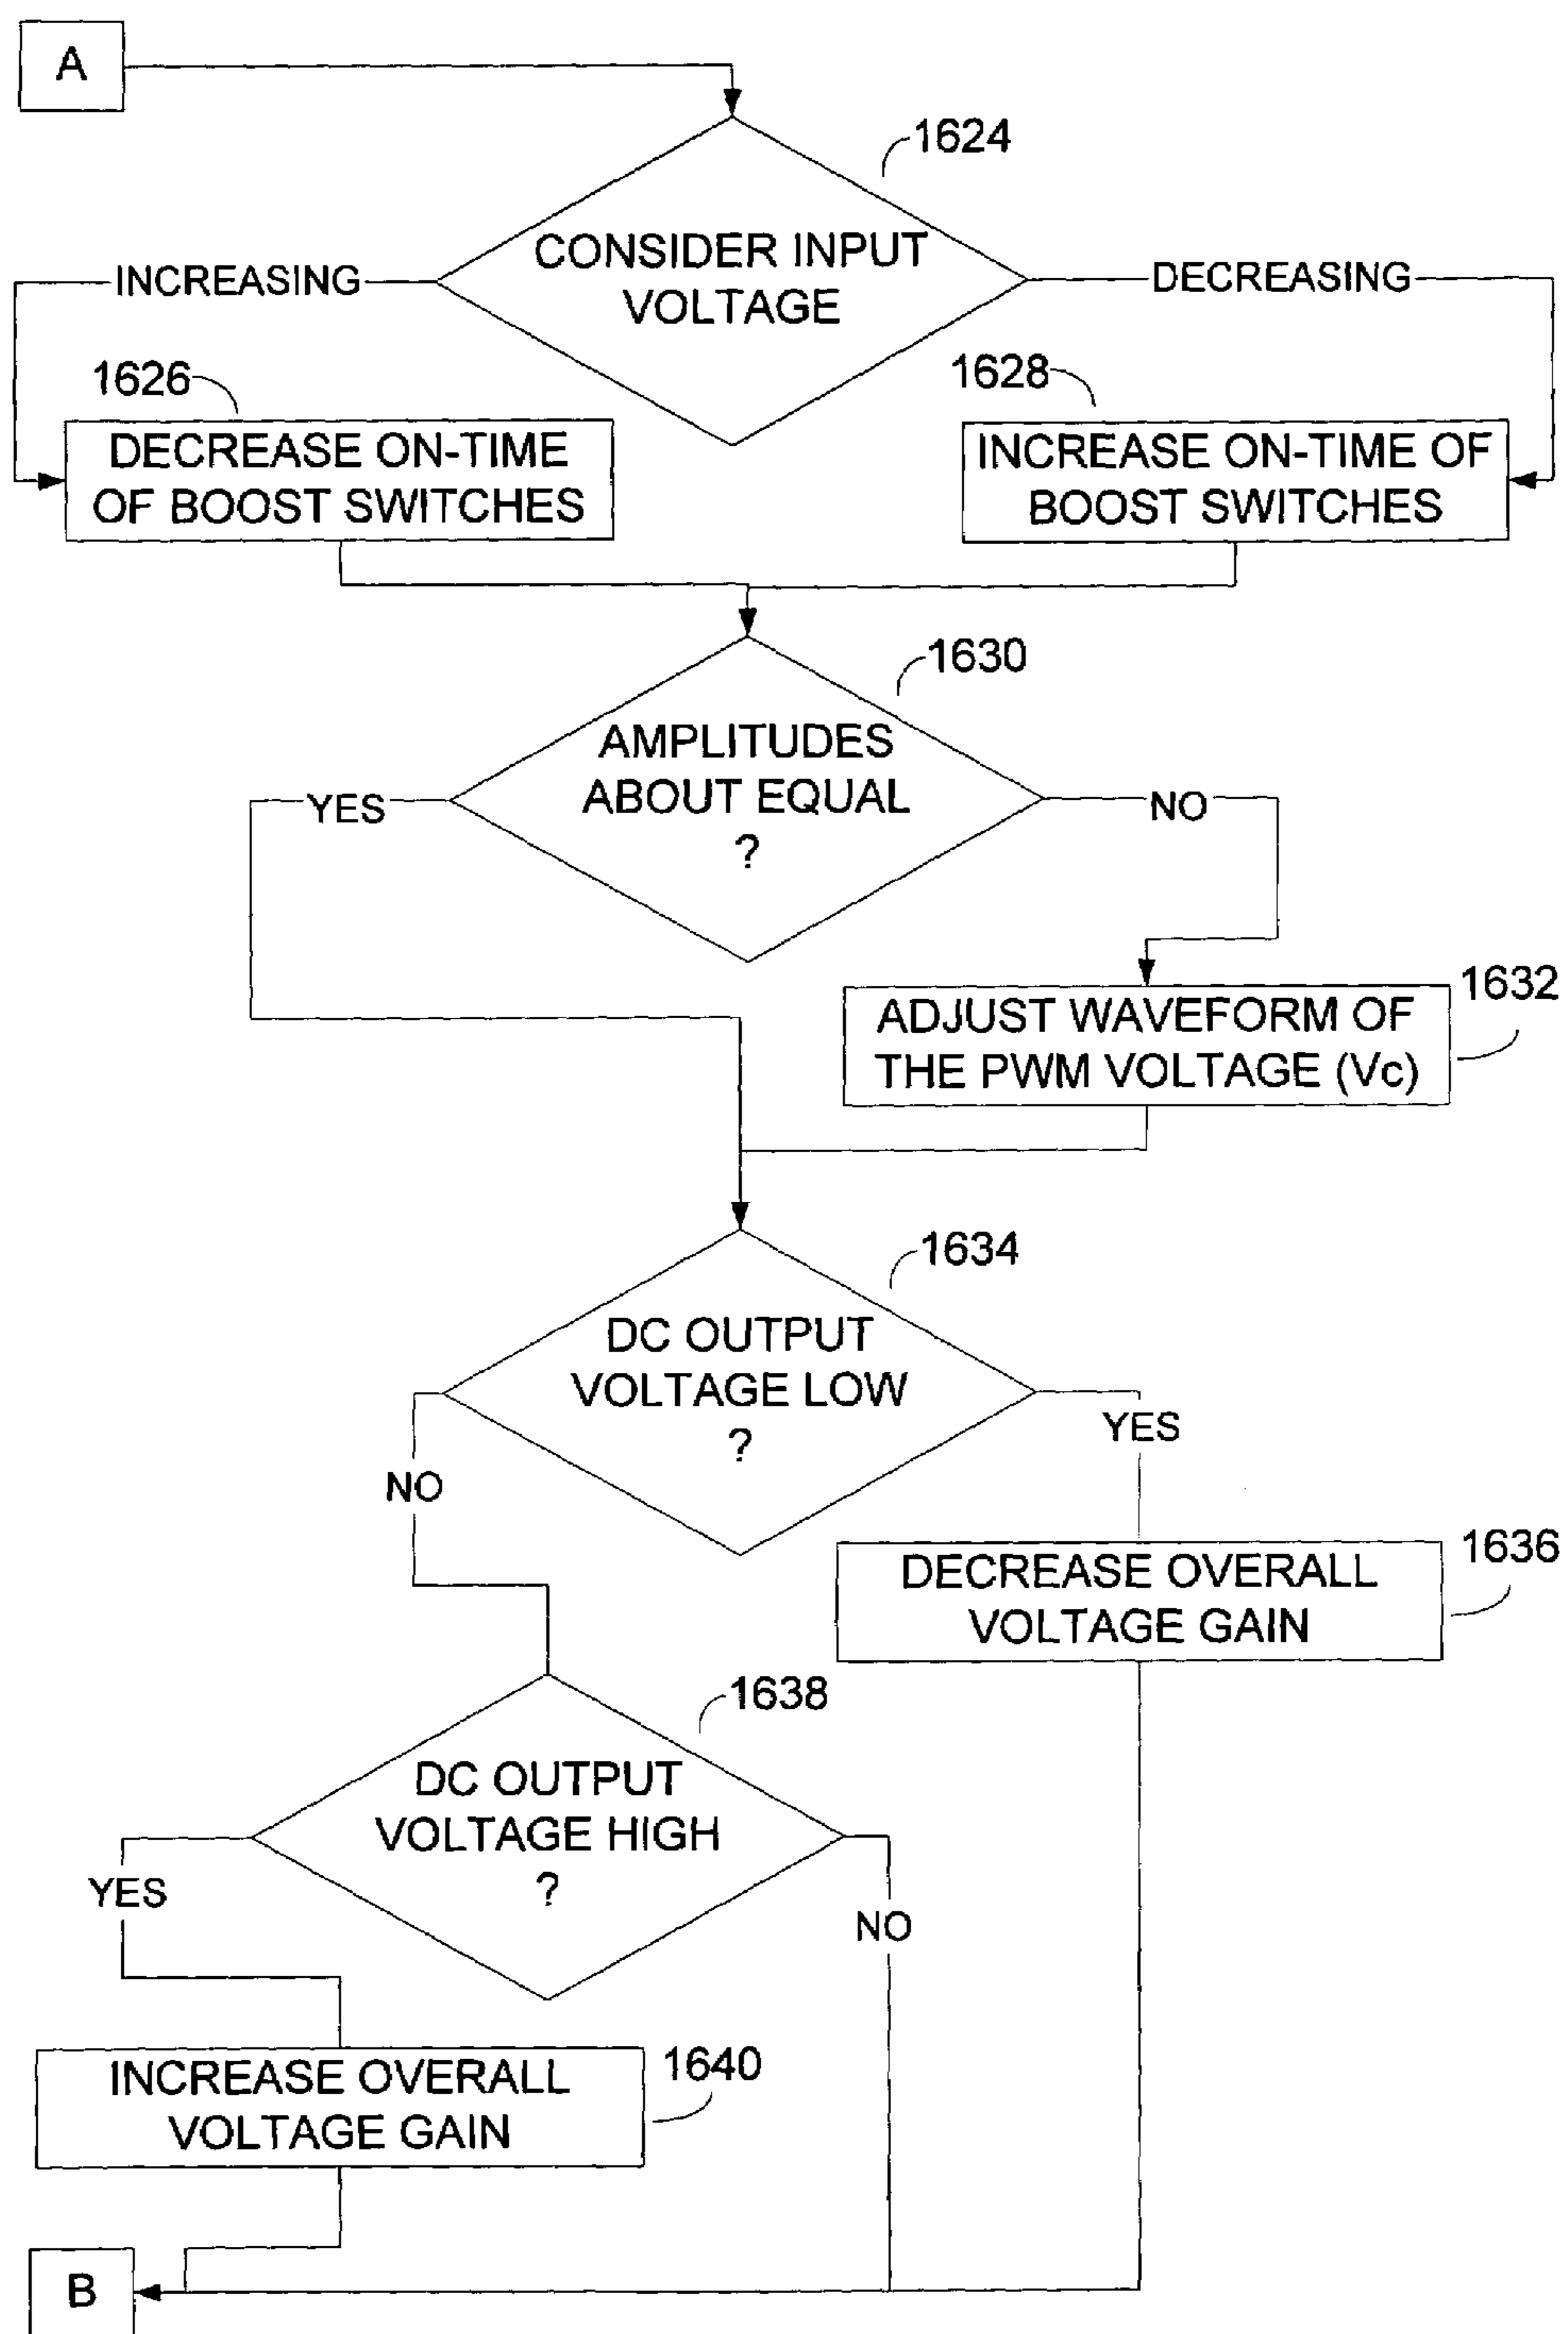 A
1624
CONSIDER INPUT
VOLTAGE
INCREASING
DECREASING
1626
1628
DECREASE ON-TIME
OF BOOST SWITCHES
INCREASE ON-TIME OF
BOOST SWITCHES
1630
AMPLITUDES
ABOUT EQUAL
?
YES
NO
1632
ADJUST WAVEFORM OF
THE PWM VOLTAGE (Vc)
1634
DC OUTPUT
VOLTAGE LOW
?
YES
NO
1636
DECREASE OVERALL
VOLTAGE GAIN
1638
DC OUTPUT
VOLTAGE HIGH
?
YES
NO
1640
INCREASE OVERALL
VOLTAGE GAIN
B